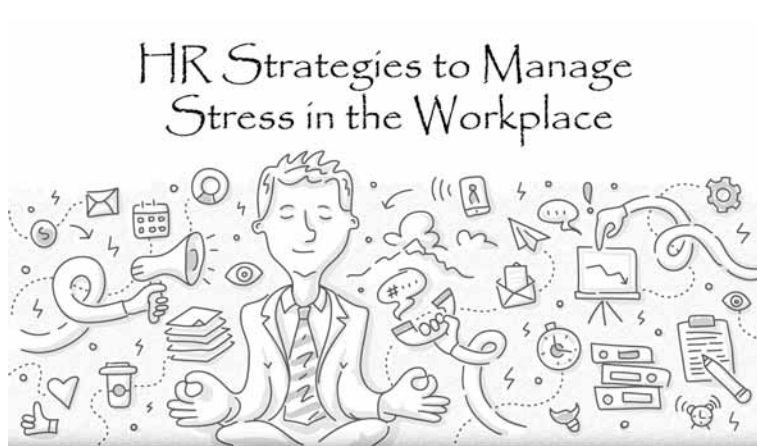 HR Strategies to Manage
Stress in the Workplace